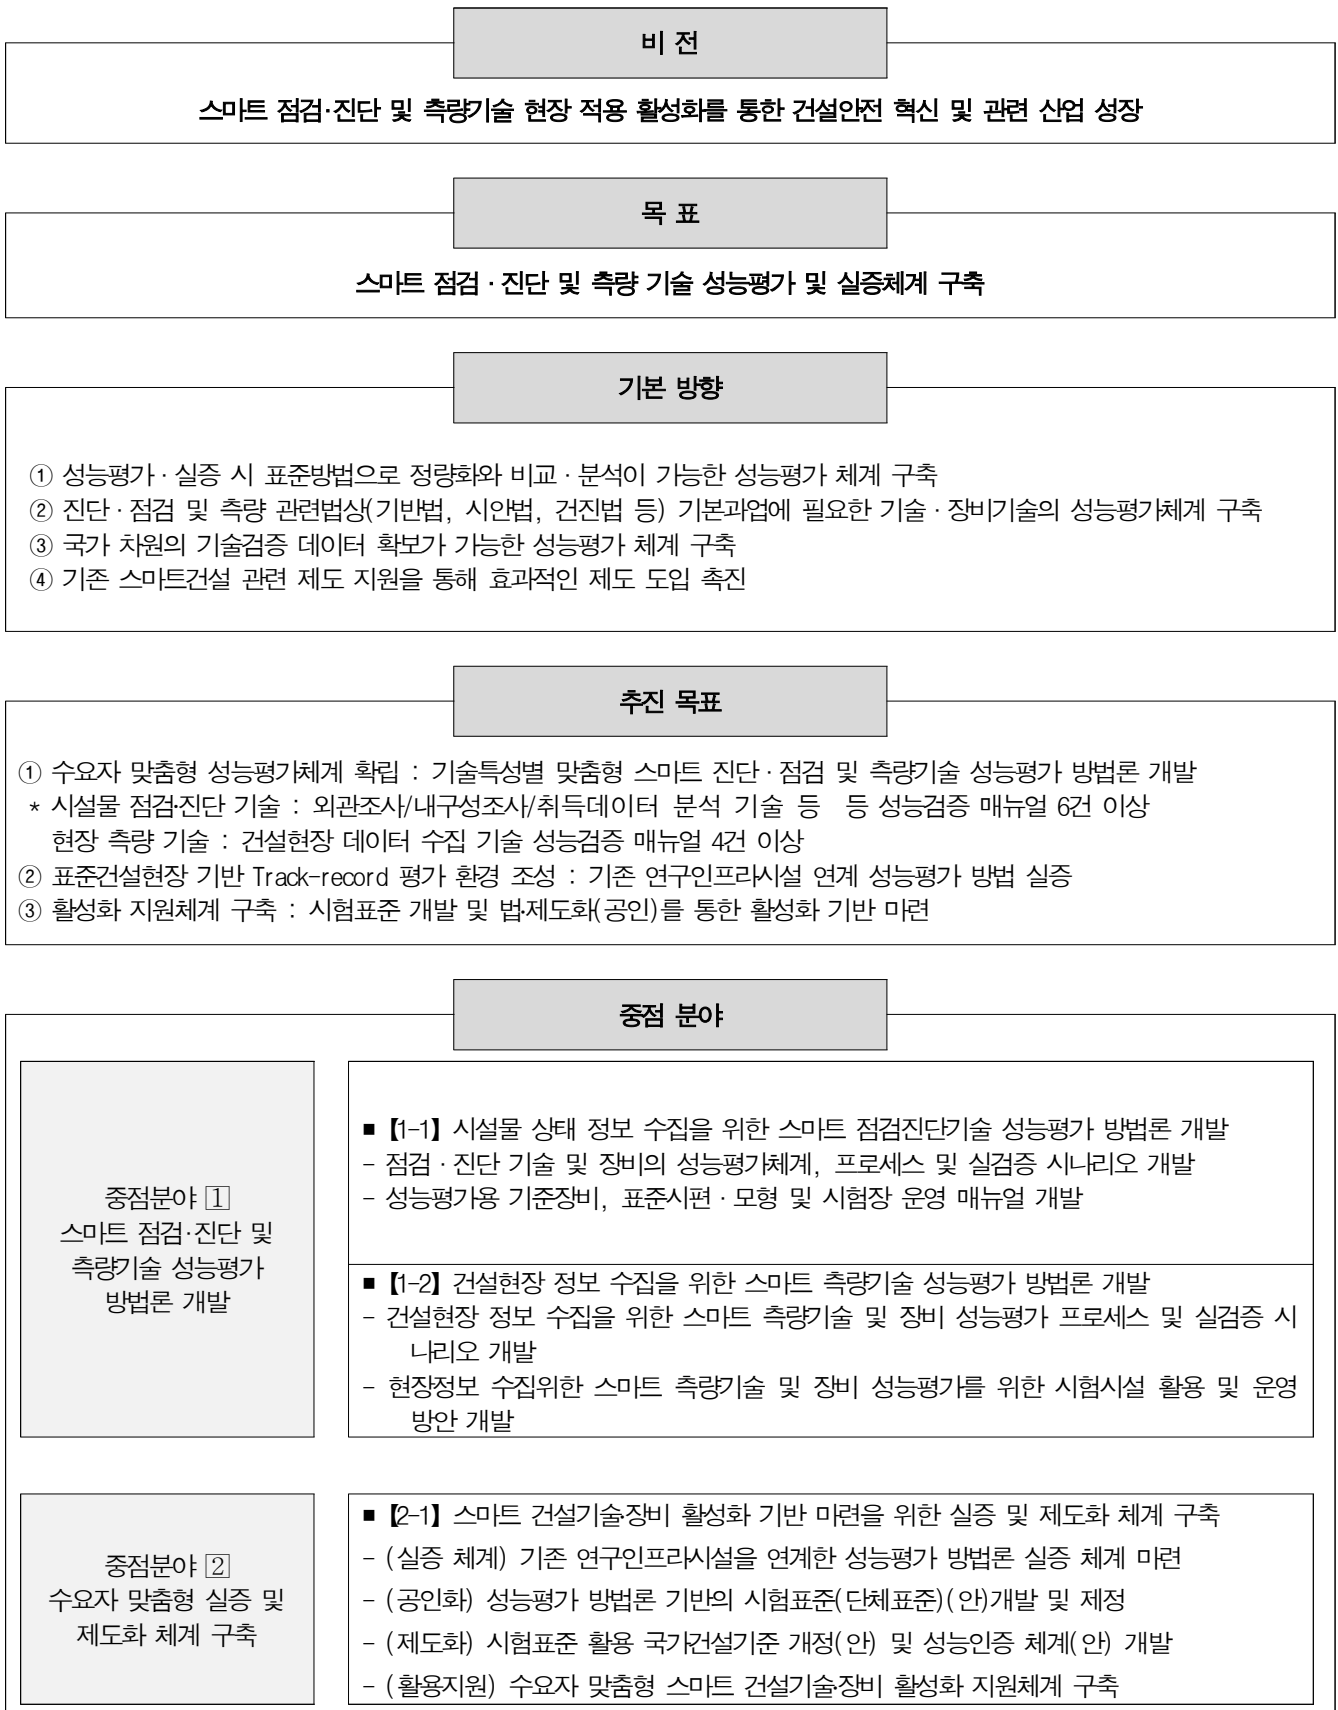 비 전
스마트 점검·진단 및 측량기술 현장 적용 활성화를 통한 건설안전 혁신 및 관련 산업 성장
목 표
스마트 점검·진단 및 측량 기술 성능평가 및 실증체계 구축
기본 방향
① 성능평가·실증 시 표준방법으로 정량화와 비교·분석이 가능한 성능평가 체계 구축
② 진단·점검 및 측량 관련법상(기반법, 시안법, 건진법 등) 기본과업에 필요한 기술·장비기술의 성능평가체계 구축
③ 국가 차원의 기술검증 데이터 확보가 가능한 성능평가 체계 구축
④ 기존 스마트건설 관련 제도 지원을 통해 효과적인 제도 도입 촉진
추진 목표
① 수요자 맞춤형 성능평가체계 확립 : 기술특성별 맞춤형 스마트 진단·점검 및 측량기술 성능평가 방법론 개발
* 시설물 점검·진단 기술 : 외관조사/내구성조사/취득데이터 분석 기술 등 등 성능검증 매뉴얼 6건 이상
현장 측량 기술 : 건설현장 데이터 수집 기술 성능검증 매뉴얼 4건 이상
② 표준건설현장 기반 Track-record 평가 환경 조성 : 기존 연구인프라시설 연계 성능평가 방법 실증
③ 활성화 지원체계 구축 : 시험표준 개발 및 법·제도화(공인)를 통한 활성화 기반 마련
중점 분야
중점분야 1
스마트 점검·진단 및
측량기술 성능평가
방법론 개발
■ 【1-1】 시설물 상태 정보 수집을 위한 스마트 점검진단기술 성능평가 방법론 개발
- 점검·진단 기술 및 장비의 성능평가체계, 프로세스 및 실검증 시나리오 개발
- 성능평가용 기준장비, 표준시편·모형 및 시험장 운영 매뉴얼 개발
■ 【1-2】 건설현장 정보 수집을 위한 스마트 측량기술 성능평가 방법론 개발
- 건설현장 정보 수집을 위한 스마트 측량기술 및 장비 성능평가 프로세스 및 실검증 시
나리오 개발
- 현장정보 수집위한 스마트 측량기술 및 장비 성능평가를 위한 시험시설 활용 및 운영
방안 개발
중점분야 2
수요자 맞춤형 실증 및
제도화 체계 구축
■ 【2-1】 스마트 건설기술·장비 활성화 기반 마련을 위한 실증 및 제도화 체계 구축
- (실증 체계) 기존 연구인프라시설을 연계한 성능평가 방법론 실증 체계 마련
- (공인화) 성능평가 방법론 기반의 시험표준(단체표준)(안)개발 및 제정
- (제도화) 시험표준 활용 국가건설기준 개정(안) 및 성능인증 체계(안) 개발
- (활용지원) 수요자 맞춤형 스마트 건설기술·장비 활성화 지원체계 구축